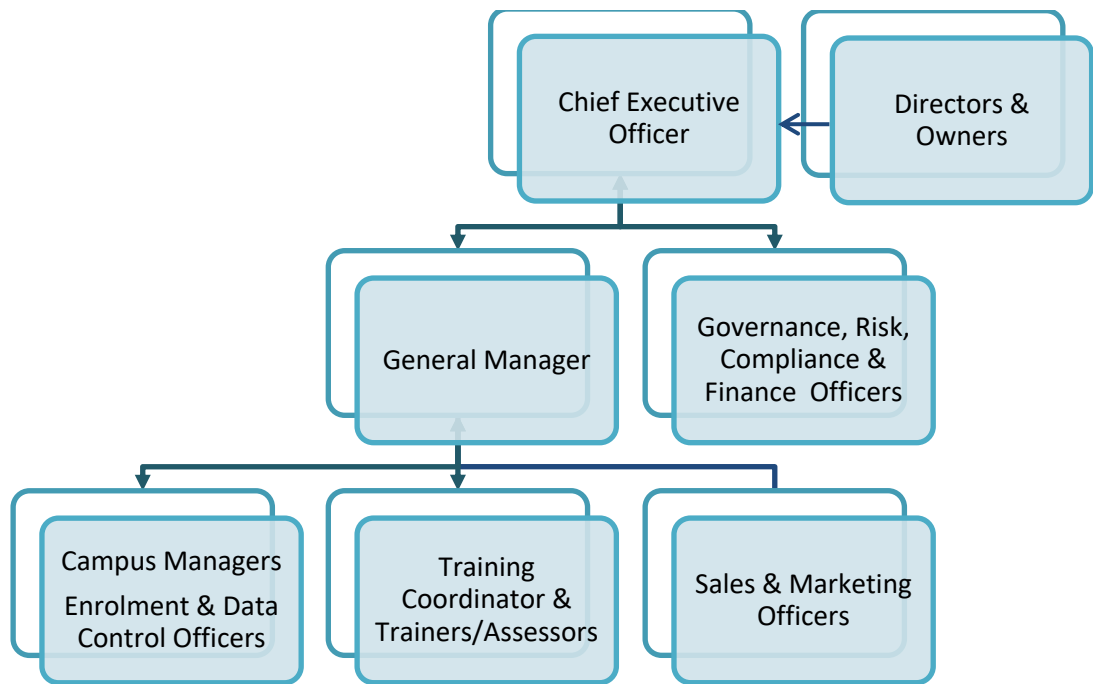 Chief Executive
Officer
Directors &
Owners
General Manager
Governance, Risk,
Compliance &
Finance  Officers
Campus Managers
Enrolment & Data
Control Officers
Training
Coordinator &
Trainers/Assessors
Sales & Marketing
Officers